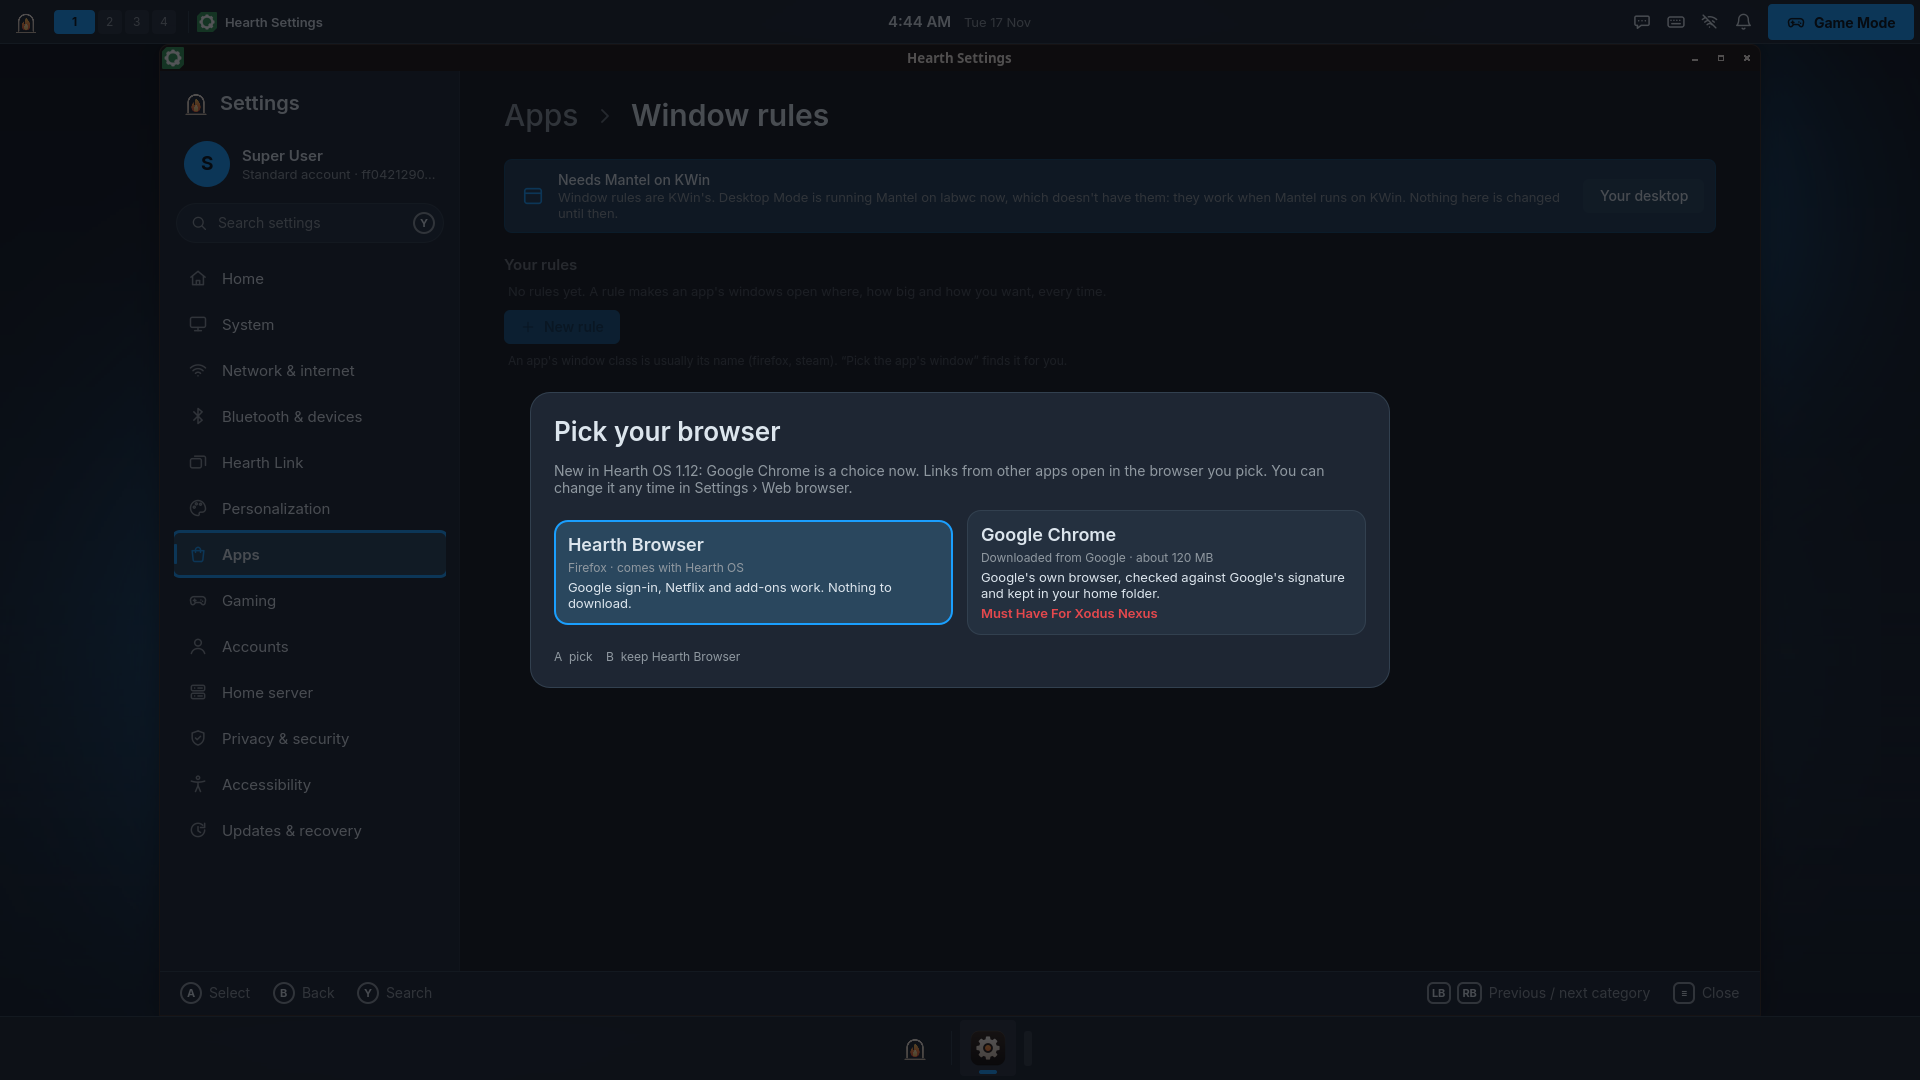 1 2 3 4 Hearth Settings
4:44 AM Tue 17 Nov
Game Mode
Hearth Settings
Settings
S
Super User
Standard account · ff0421290...
Search settings Y
Home
System
Network & internet
Bluetooth & devices
Hearth Link
Personalization
Apps
Gaming
Accounts
Home server
Privacy & security
Accessibility
Updates & recovery
Apps > Window rules
Needs Mantel on KWin
Window rules are KWin's. Desktop Mode is running Mantel on labwc now, which doesn't have them: they work when Mantel runs on KWin. Nothing here is changed
until then.
Your desktop
Your rules
No rules yet. A rule makes an app's windows open where, how big and how you want, every time.
+ New rule
An app's window class is usually its name (firefox, steam). "Pick the app's window" finds it for you.
Pick your browser
New in Hearth OS 1.12: Google Chrome is a choice now. Links from other apps open in the browser you pick. You can
change it any time in Settings › Web browser.
Hearth Browser
Firefox · comes with Hearth OS
Google sign-in, Netflix and add-ons work. Nothing to
download.
Google Chrome
Downloaded from Google · about 120 MB
Google's own browser, checked against Google's signature
and kept in your home folder.
Must Have For Xodus Nexus
A pick B keep Hearth Browser
A Select B Back Y Search
LB RB Previous / next category ≡ Close